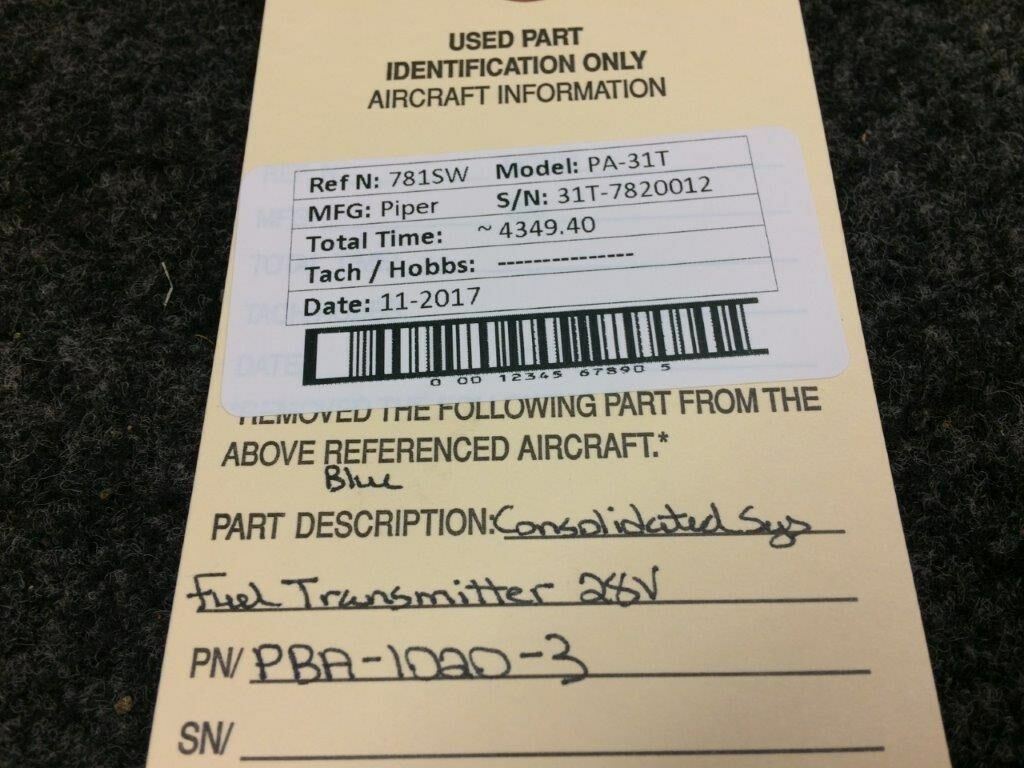 USED PART
IDENTIFICATION ONLY
AIRCRAFT INFORMATION
Ref N: 781SW Model: PA-31T
MFG: Piper S/N: 31T-7820012
Total Time: ~ 4349.40
Tach / Hobbs: ---------------
Date: 11-2017
0 00 12345 67890 5
REMOVED THE FOLLOWING PART FROM THE
ABOVE REFERENCED AIRCRAFT.*
Blue
PART DESCRIPTION: Consolidated Sys
Fuel Transmitter 28V
PN/ PBA-1020-3
SN/